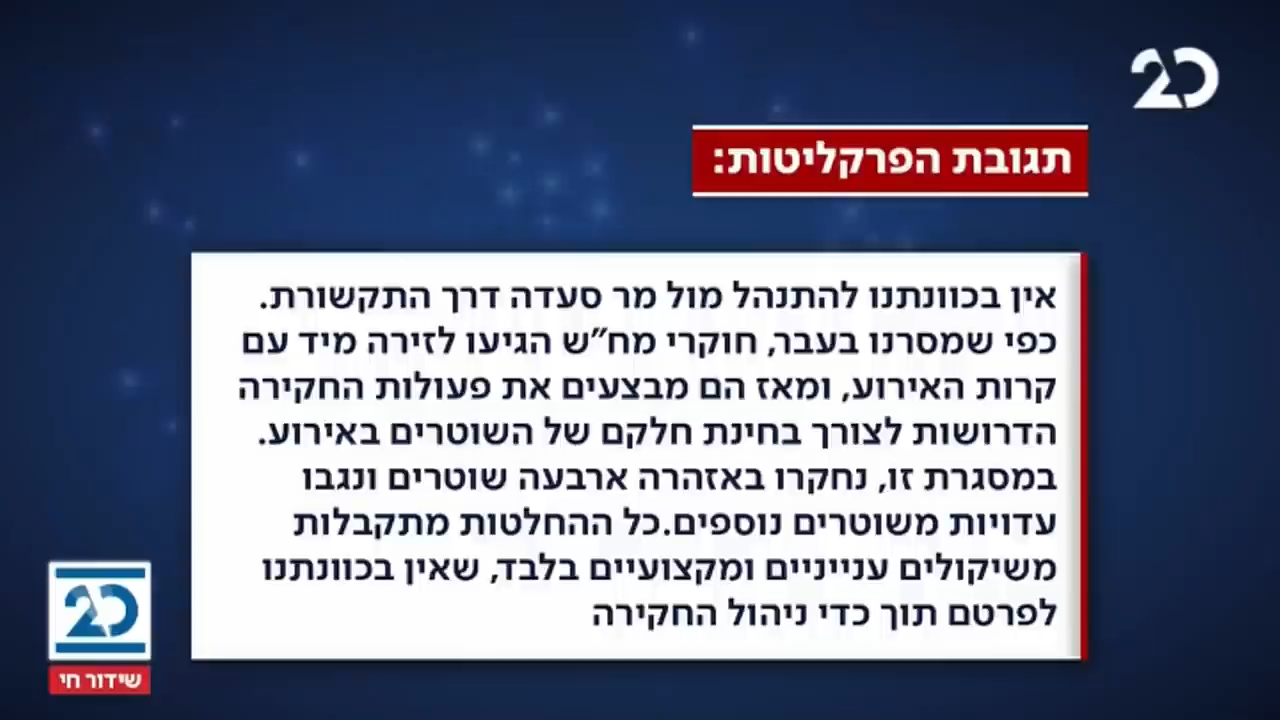 20
תגובת הפרקליטות:
אין בכוונתנו להתנהל מול מר סעדה דרך התקשורת.
כפי שמסרנו בעבר, חוקרי מח"ש הגיעו לזירה מיד עם
קרות האירוע, ומאז הם מבצעים את פעולות החקירה
הדרושות לצורך בחינת חלקם של השוטרים באירוע.
במסגרת זו, נחקרו באזהרה ארבעה שוטרים ונגבו
עדויות משוטרים נוספים.כל ההחלטות מתקבלות
משיקולים ענייניים ומקצועיים בלבד, שאין בכוונתנו
לפרטם תוך כדי ניהול החקירה
20
שידור חי